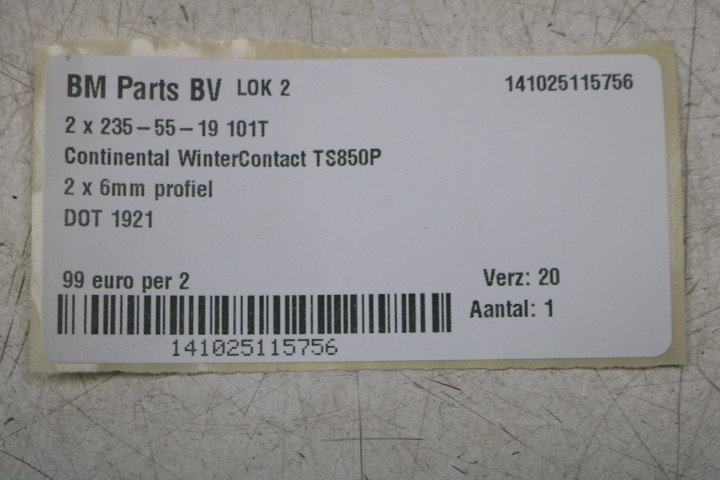 BM Parts BV LOK 2 141025115756
2 x 235-55-19 101T
Continental WinterContact TS850P
2 x 6mm profiel
DOT 1921
99 euro per 2 Verz: 20
Aantal: 1
141025115756